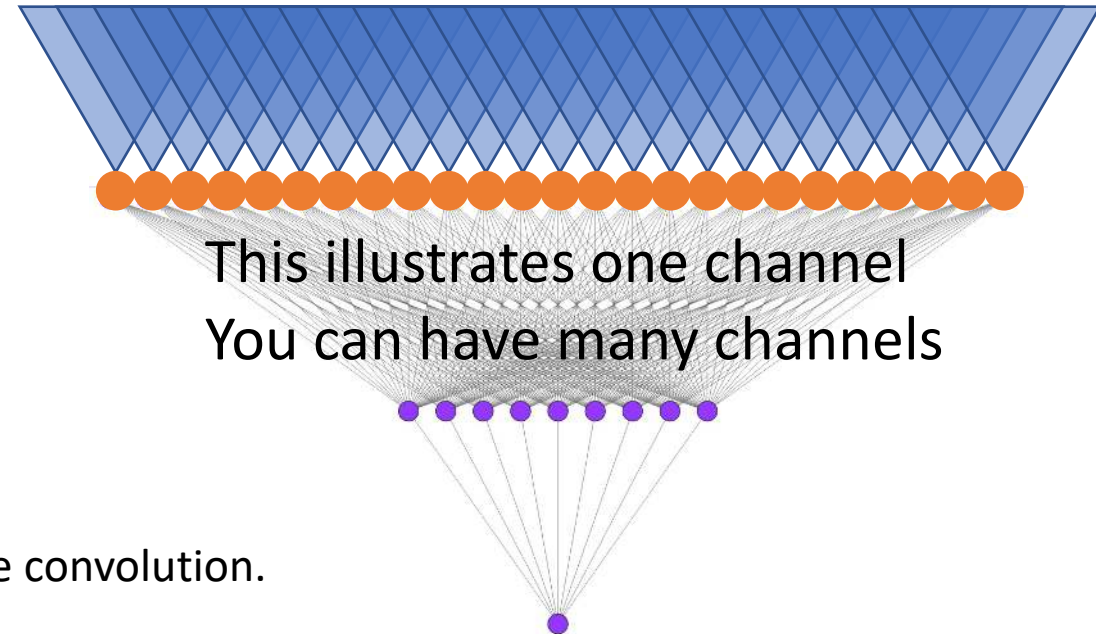 This illustrates one channel
You can have many channels
e convolution.